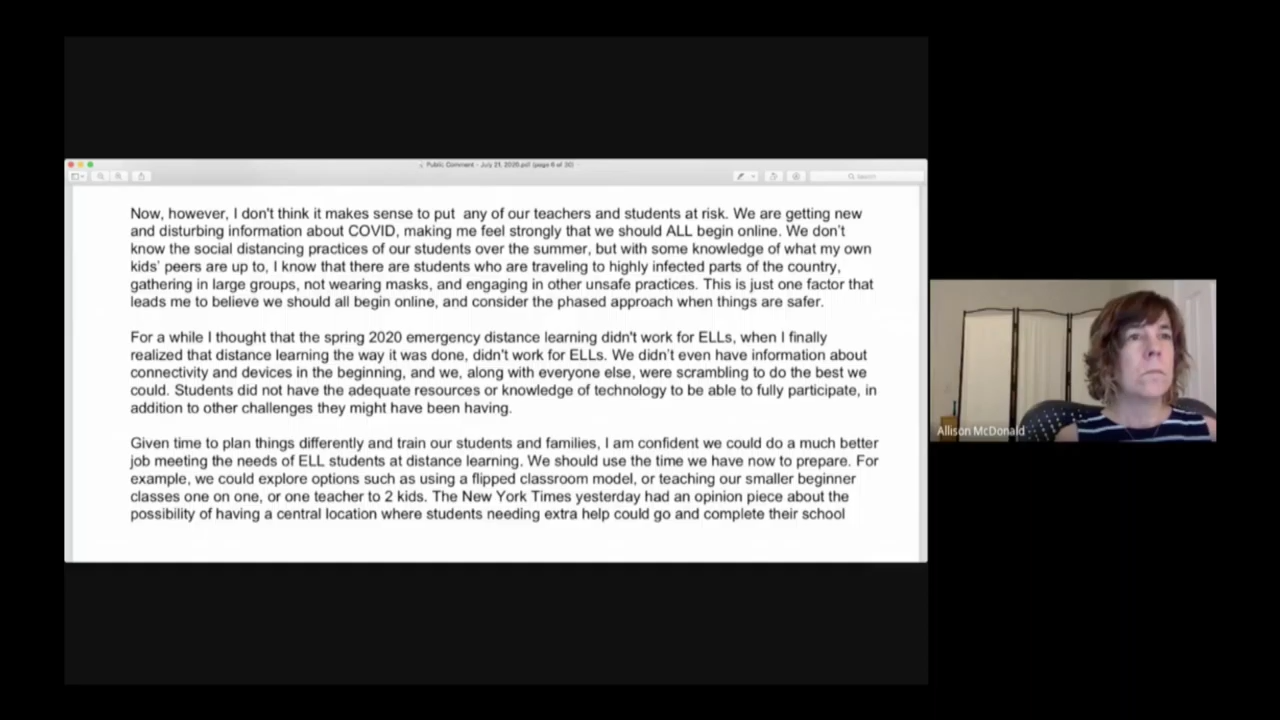 Public Comment - July 21, 2020.pdf (page 6 of 30)
Search
Now, however, I don't think it makes sense to put  any of our teachers and students at risk. We are getting new
and disturbing information about COVID, making me feel strongly that we should ALL begin online. We don't
know the social distancing practices of our students over the summer, but with some knowledge of what my own
kids' peers are up to, I know that there are students who are traveling to highly infected parts of the country,
gathering in large groups, not wearing masks, and engaging in other unsafe practices. This is just one factor that
leads me to believe we should all begin online, and consider the phased approach when things are safer.
For a while I thought that the spring 2020 emergency distance learning didn't work for ELLs, when I finally
realized that distance learning the way it was done, didn't work for ELLs. We didn't even have information about
connectivity and devices in the beginning, and we, along with everyone else, were scrambling to do the best we
could. Students did not have the adequate resources or knowledge of technology to be able to fully participate, in
addition to other challenges they might have been having.
Given time to plan things differently and train our students and families, I am confident we could do a much better
job meeting the needs of ELL students at distance learning. We should use the time we have now to prepare. For
example, we could explore options such as using a flipped classroom model, or teaching our smaller beginner
classes one on one, or one teacher to 2 kids. The New York Times yesterday had an opinion piece about the
possibility of having a central location where students needing extra help could go and complete their school
Allison McDonald